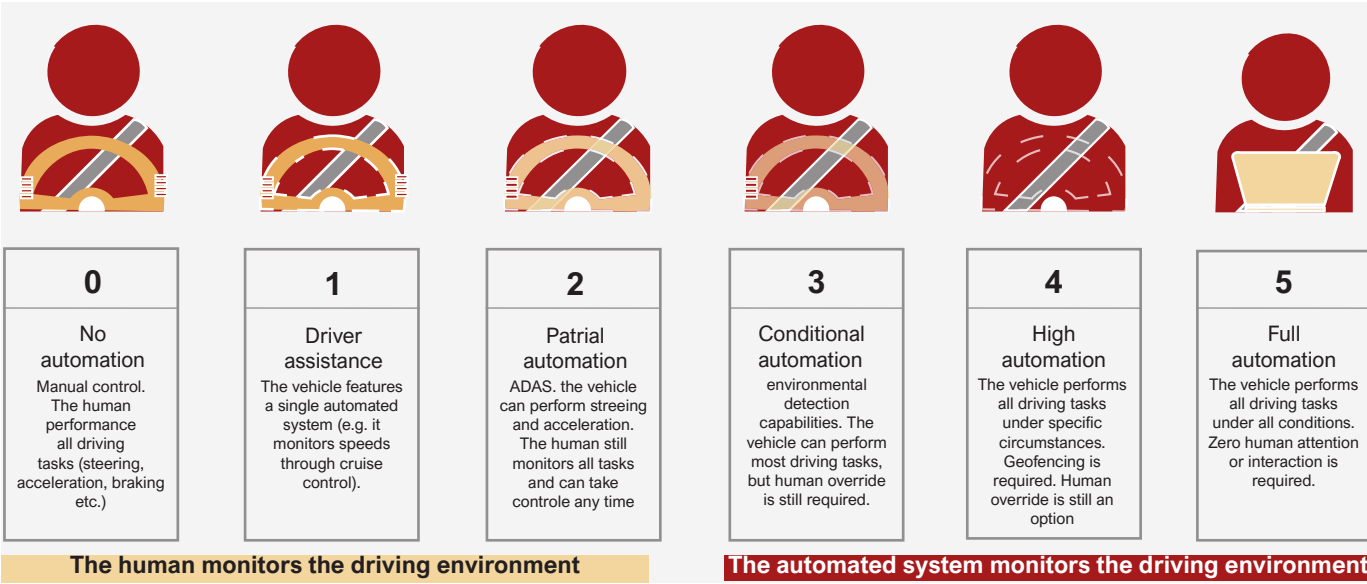 0
No
automation
Manual control.
The human
performance
all driving
tasks (steering,
acceleration, braking
etc.)
1
Driver
assistance
The vehicle features
a single automated
system (e.g. it
monitors speeds
through cruise
control).
2
Patrial
automation
ADAS. the vehicle
can perform streeing
and acceleration.
The human still
monitors all tasks
and can take
controle any time
3
Conditional
automation
environmental
detection
capabilities. The
vehicle can perform
most driving tasks,
but human override
is still required.
4
High
automation
The vehicle performs
all driving tasks
under specific
circumstances.
Geofencing is
required. Human
override is still an
option
5
Full
automation
The vehicle performs
all driving tasks
under all conditions.
Zero human attention
or interaction is
required.
The human monitors the driving environment
The automated system monitors the driving environment